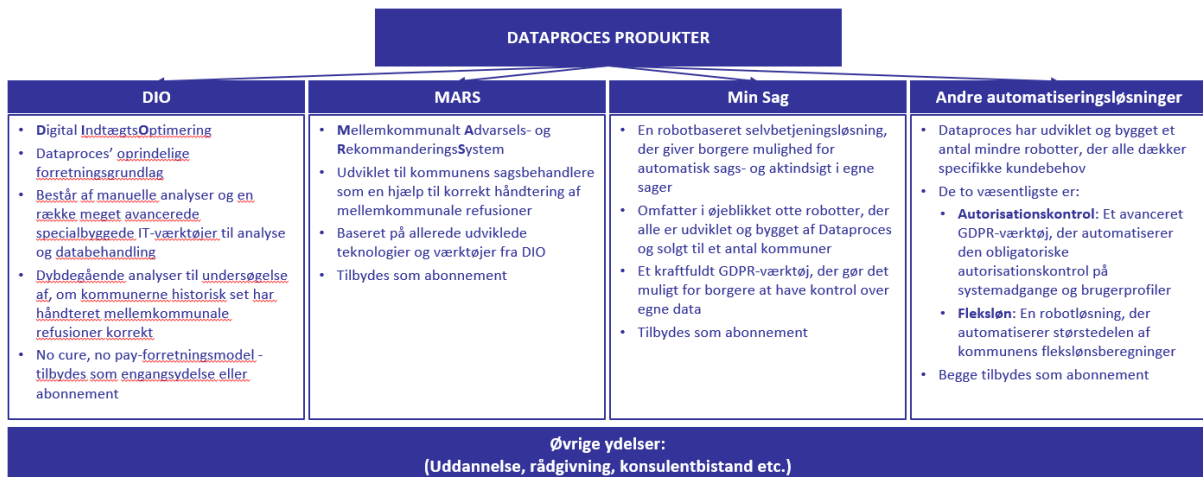 DATAPROCES PRODUKTER
DIO
• Digital IndtægtsOptimering
• Dataproces’ oprindelige
forretningsgrundlag
• Består af manuelle analyser og en
række meget avancerede
specialbyggede IT-værktøjer til analyse
og databehandling
• Dybdegående analyser til undersøgelse
af, om kommunerne historisk set har
håndteret mellemkommunale
refusioner korrekt
• No cure, no pay-forretningsmodel -
tilbydes som engangsydelse eller
abonnement
MARS
• Mellemkommunalt Advarsels- og
RekommanderingsSystem
• Udviklet til kommunens sagsbehandlere
som en hjælp til korrekt håndtering af
mellemkommunale refusioner
• Baseret på allerede udviklede
teknologier og værktøjer fra DIO
• Tilbydes som abonnement
Min Sag
• En robotbaseret selvbetjeningsløsning,
der giver borgere mulighed for
automatisk sags- og aktindsigt i egne
sager
• Omfatter i øjeblikket otte robotter, der
alle er udviklet og bygget af Dataproces
og solgt til et antal kommuner
• Et kraftfuldt GDPR-værktøj, der gør det
muligt for borgere at have kontrol over
egne data
• Tilbydes som abonnement
Andre automatiseringsløsninger
• Dataproces har udviklet og bygget et
antal mindre robotter, der alle dækker
specifikke kundebehov
• De to væsentligste er:
• Autorisationskontrol: Et avanceret
GDPR-værktøj, der automatiserer
den obligatoriske
autorisationskontrol på
systemadgange og brugerprofiler
• Fleksløn: En robotløsning, der
automatiserer størstedelen af
kommunens flekslønsberegninger
• Begge tilbydes som abonnement
Øvrige ydelser:
(Uddannelse, rådgivning, konsulentbistand etc.)